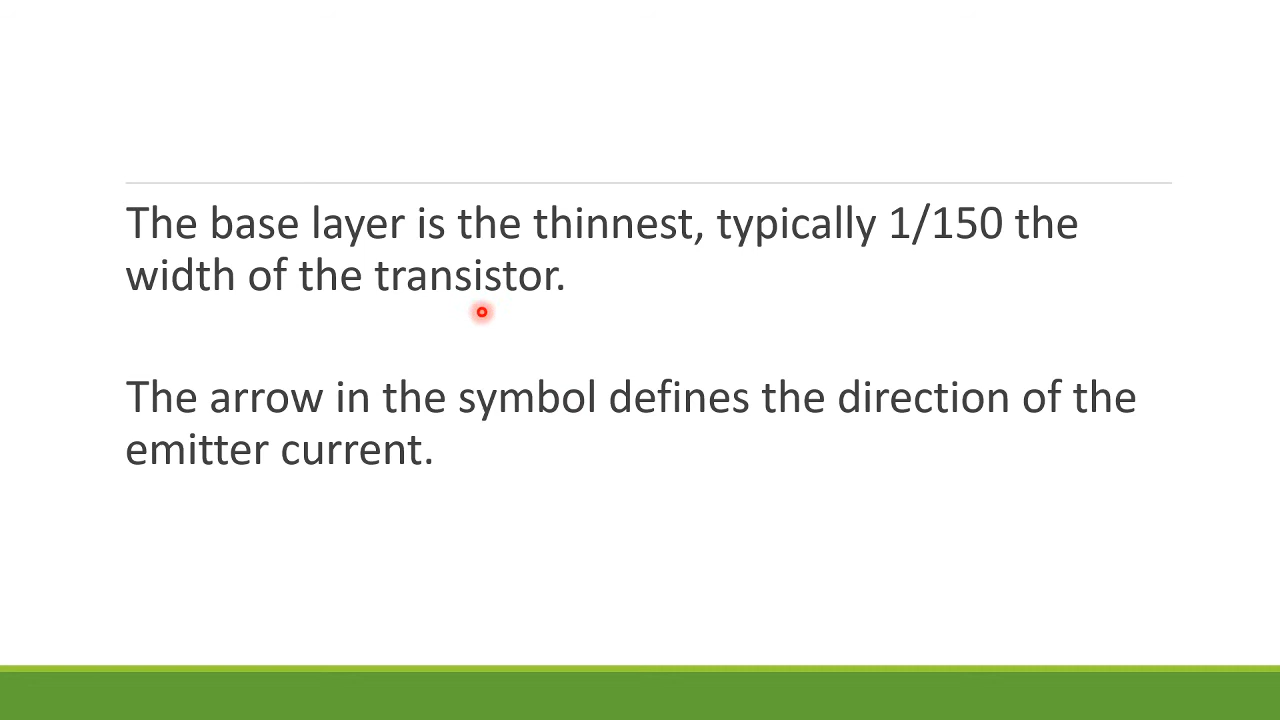 The base layer is the thinnest, typically 1/150 the
width of the transistor.
The arrow in the symbol defines the direction of the
emitter current.